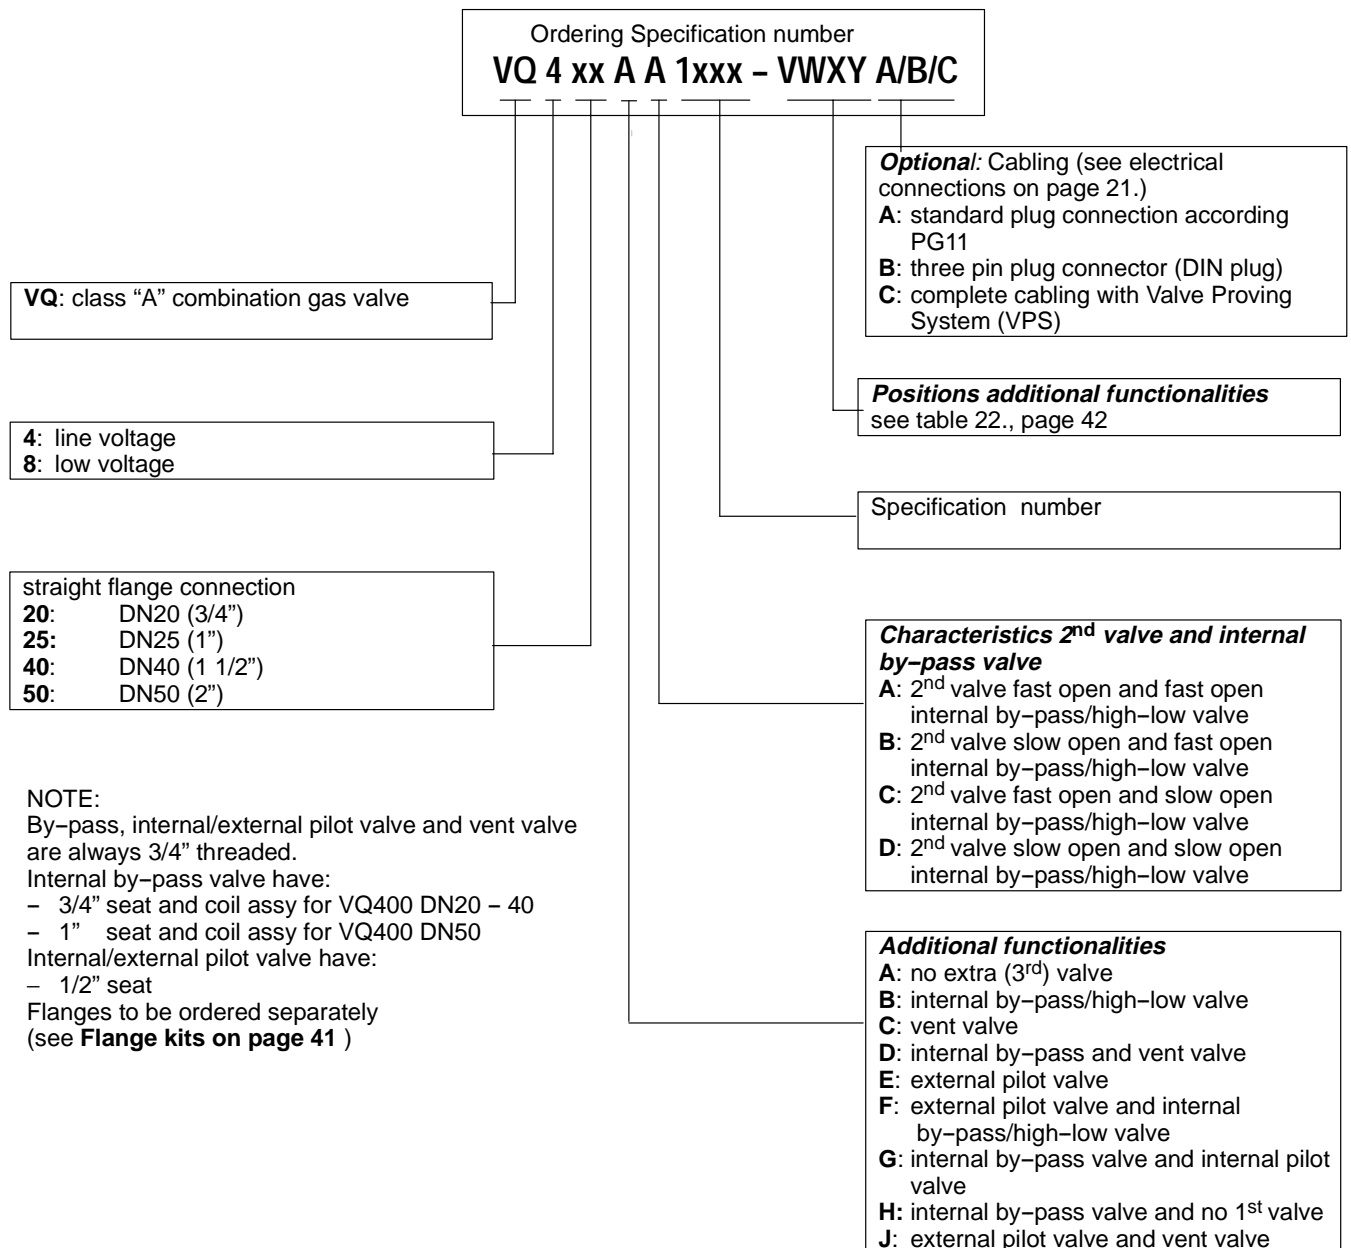 Ordering Specification number
VQ 4 xx A A 1xxx – VWXY A/B/C
Optional: Cabling (see electrical
connections on page 21.)
A: standard plug connection according
PG11
B: three pin plug connector (DIN plug)
C: complete cabling with Valve Proving
System (VPS)
VQ: class “A” combination gas valve
Positions additional functionalities
see table 22., page 42
4: line voltage
8: low voltage
Specification number
straight flange connection
20: DN20 (3/4”)
25: DN25 (1”)
40: DN40 (1 1/2”)
50: DN50 (2”)
Characteristics 2nd valve and internal
by–pass valve
A: 2nd valve fast open and fast open
internal by–pass/high–low valve
B: 2nd valve slow open and fast open
internal by–pass/high–low valve
C: 2nd valve fast open and slow open
internal by–pass/high–low valve
D: 2nd valve slow open and slow open
internal by–pass/high–low valve
NOTE:
By–pass, internal/external pilot valve and vent valve
are always 3/4” threaded.
Internal by–pass valve have:
– 3/4” seat and coil assy for VQ400 DN20 – 40
– 1” seat and coil assy for VQ400 DN50
Internal/external pilot valve have:
– 1/2” seat
Flanges to be ordered separately
(see Flange kits on page 41 )
Additional functionalities
A: no extra (3rd) valve
B: internal by–pass/high–low valve
C: vent valve
D: internal by–pass and vent valve
E: external pilot valve
F: external pilot valve and internal
by–pass/high–low valve
G: internal by–pass valve and internal pilot
valve
H: internal by–pass valve and no 1st valve
J: external pilot valve and vent valve